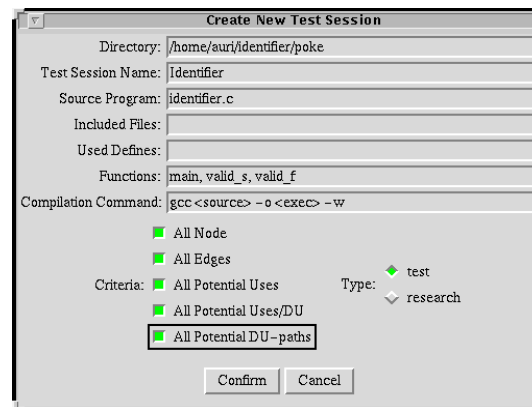 Create New Test Session
Directory: /home/auri/identifier/poke
Test Session Name: Identifier
Source Program: identifier.c
Included Files:
Used Defines:
Functions: main, valid_s, valid_f
Compilation Command: gcc <source> -o <exec> -w
Criteria:
All Node
All Edges
All Potential Uses
All Potential Uses/DU
All Potential DU-paths
Type:
test
research
Confirm Cancel